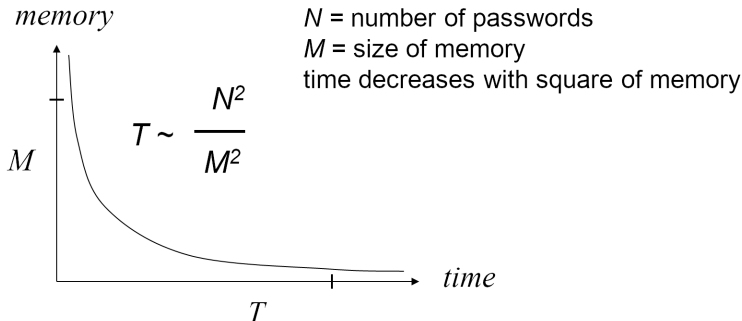 memory
N = number of passwords
M = size of memory
time decreases with square of memory
N²
T ~
M²
M
time
T